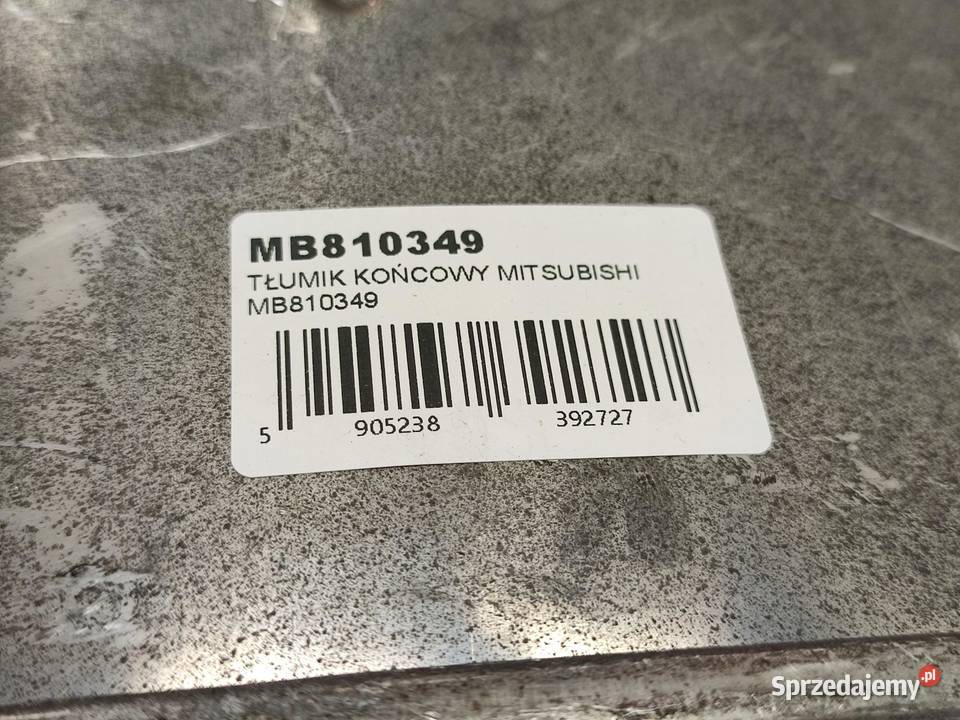 MB810349
TŁUMIK KOŃCOWY MITSUBISHI
MB810349
5 905238 392727
Sprzedajemy.pl